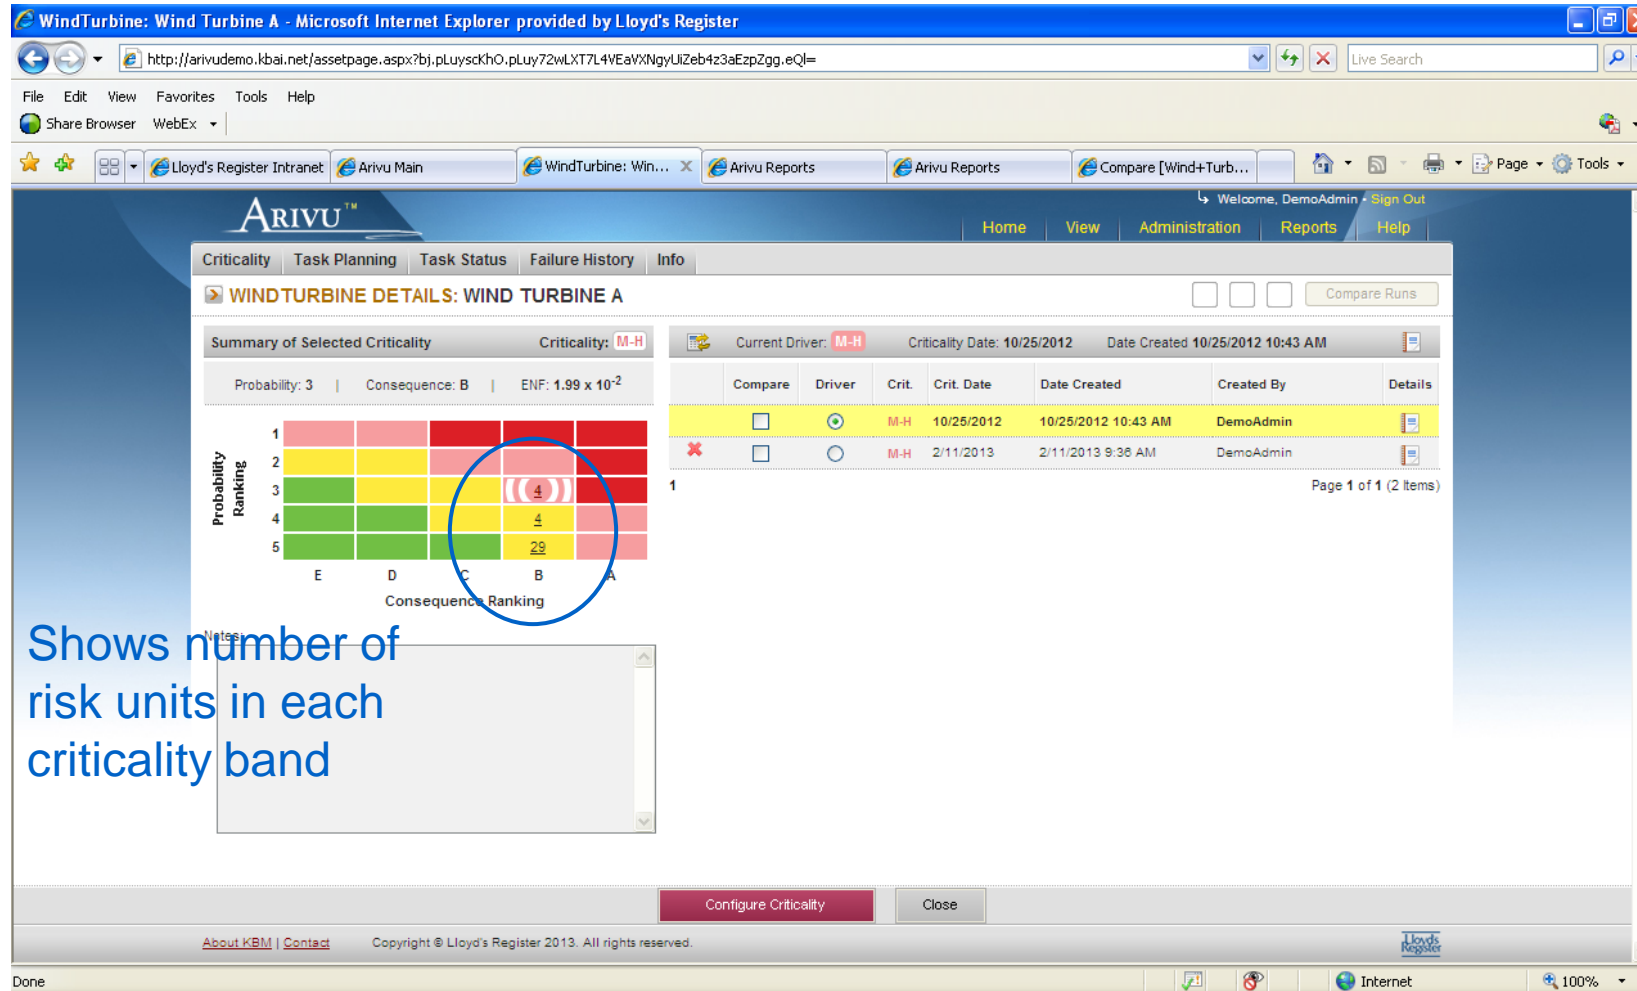 WindTurbine: Wind Turbine A - Microsoft Internet Explorer provided by Lloyd's Register
http://arivudemo.kbai.net/assetpage.aspx?bj.pLuysckhO.pLuy72wLXT7L4VEaVXNgyUiZeb4z3aEzpZgg.eQl=
Live Search
File Edit View Favorites Tools Help
Share Browser WebEx
Lloyd's Register Intranet
Arivu Main
WindTurbine: Win... X
Arivu Reports
Arivu Reports
Compare [Wind+Turb...
Page
Tools
ARIVU™
Welcome, DemoAdmin • Sign Out
Home View Administration Reports Help
Criticality Task Planning Task Status Failure History Info
WINDTURBINE DETAILS: WIND TURBINE A
Compare Runs
Summary of Selected Criticality Criticality: M-H
Current Driver: M-H Criticality Date: 10/25/2012 Date Created 10/25/2012 10:43 AM
Probability: 3 | Consequence: B | ENF: 1.99 x 10-2
Compare Driver Crit. Crit. Date Date Created Created By Details
M-H 10/25/2012 10/25/2012 10:43 AM DemoAdmin
M-H 2/11/2013 2/11/2013 9:36 AM DemoAdmin
1 Page 1 of 1 (2 Items)
Probability
Ranking
1
2
3 4
4 4
5 29
E D C B A
Consequence Ranking
Notes:
Shows number of
risk units in each
criticality band
Configure Criticality
Close
About KBM | Contact Copyright © Lloyd's Register 2013. All rights reserved.
Lloyd's
Register
Done
Internet
100%